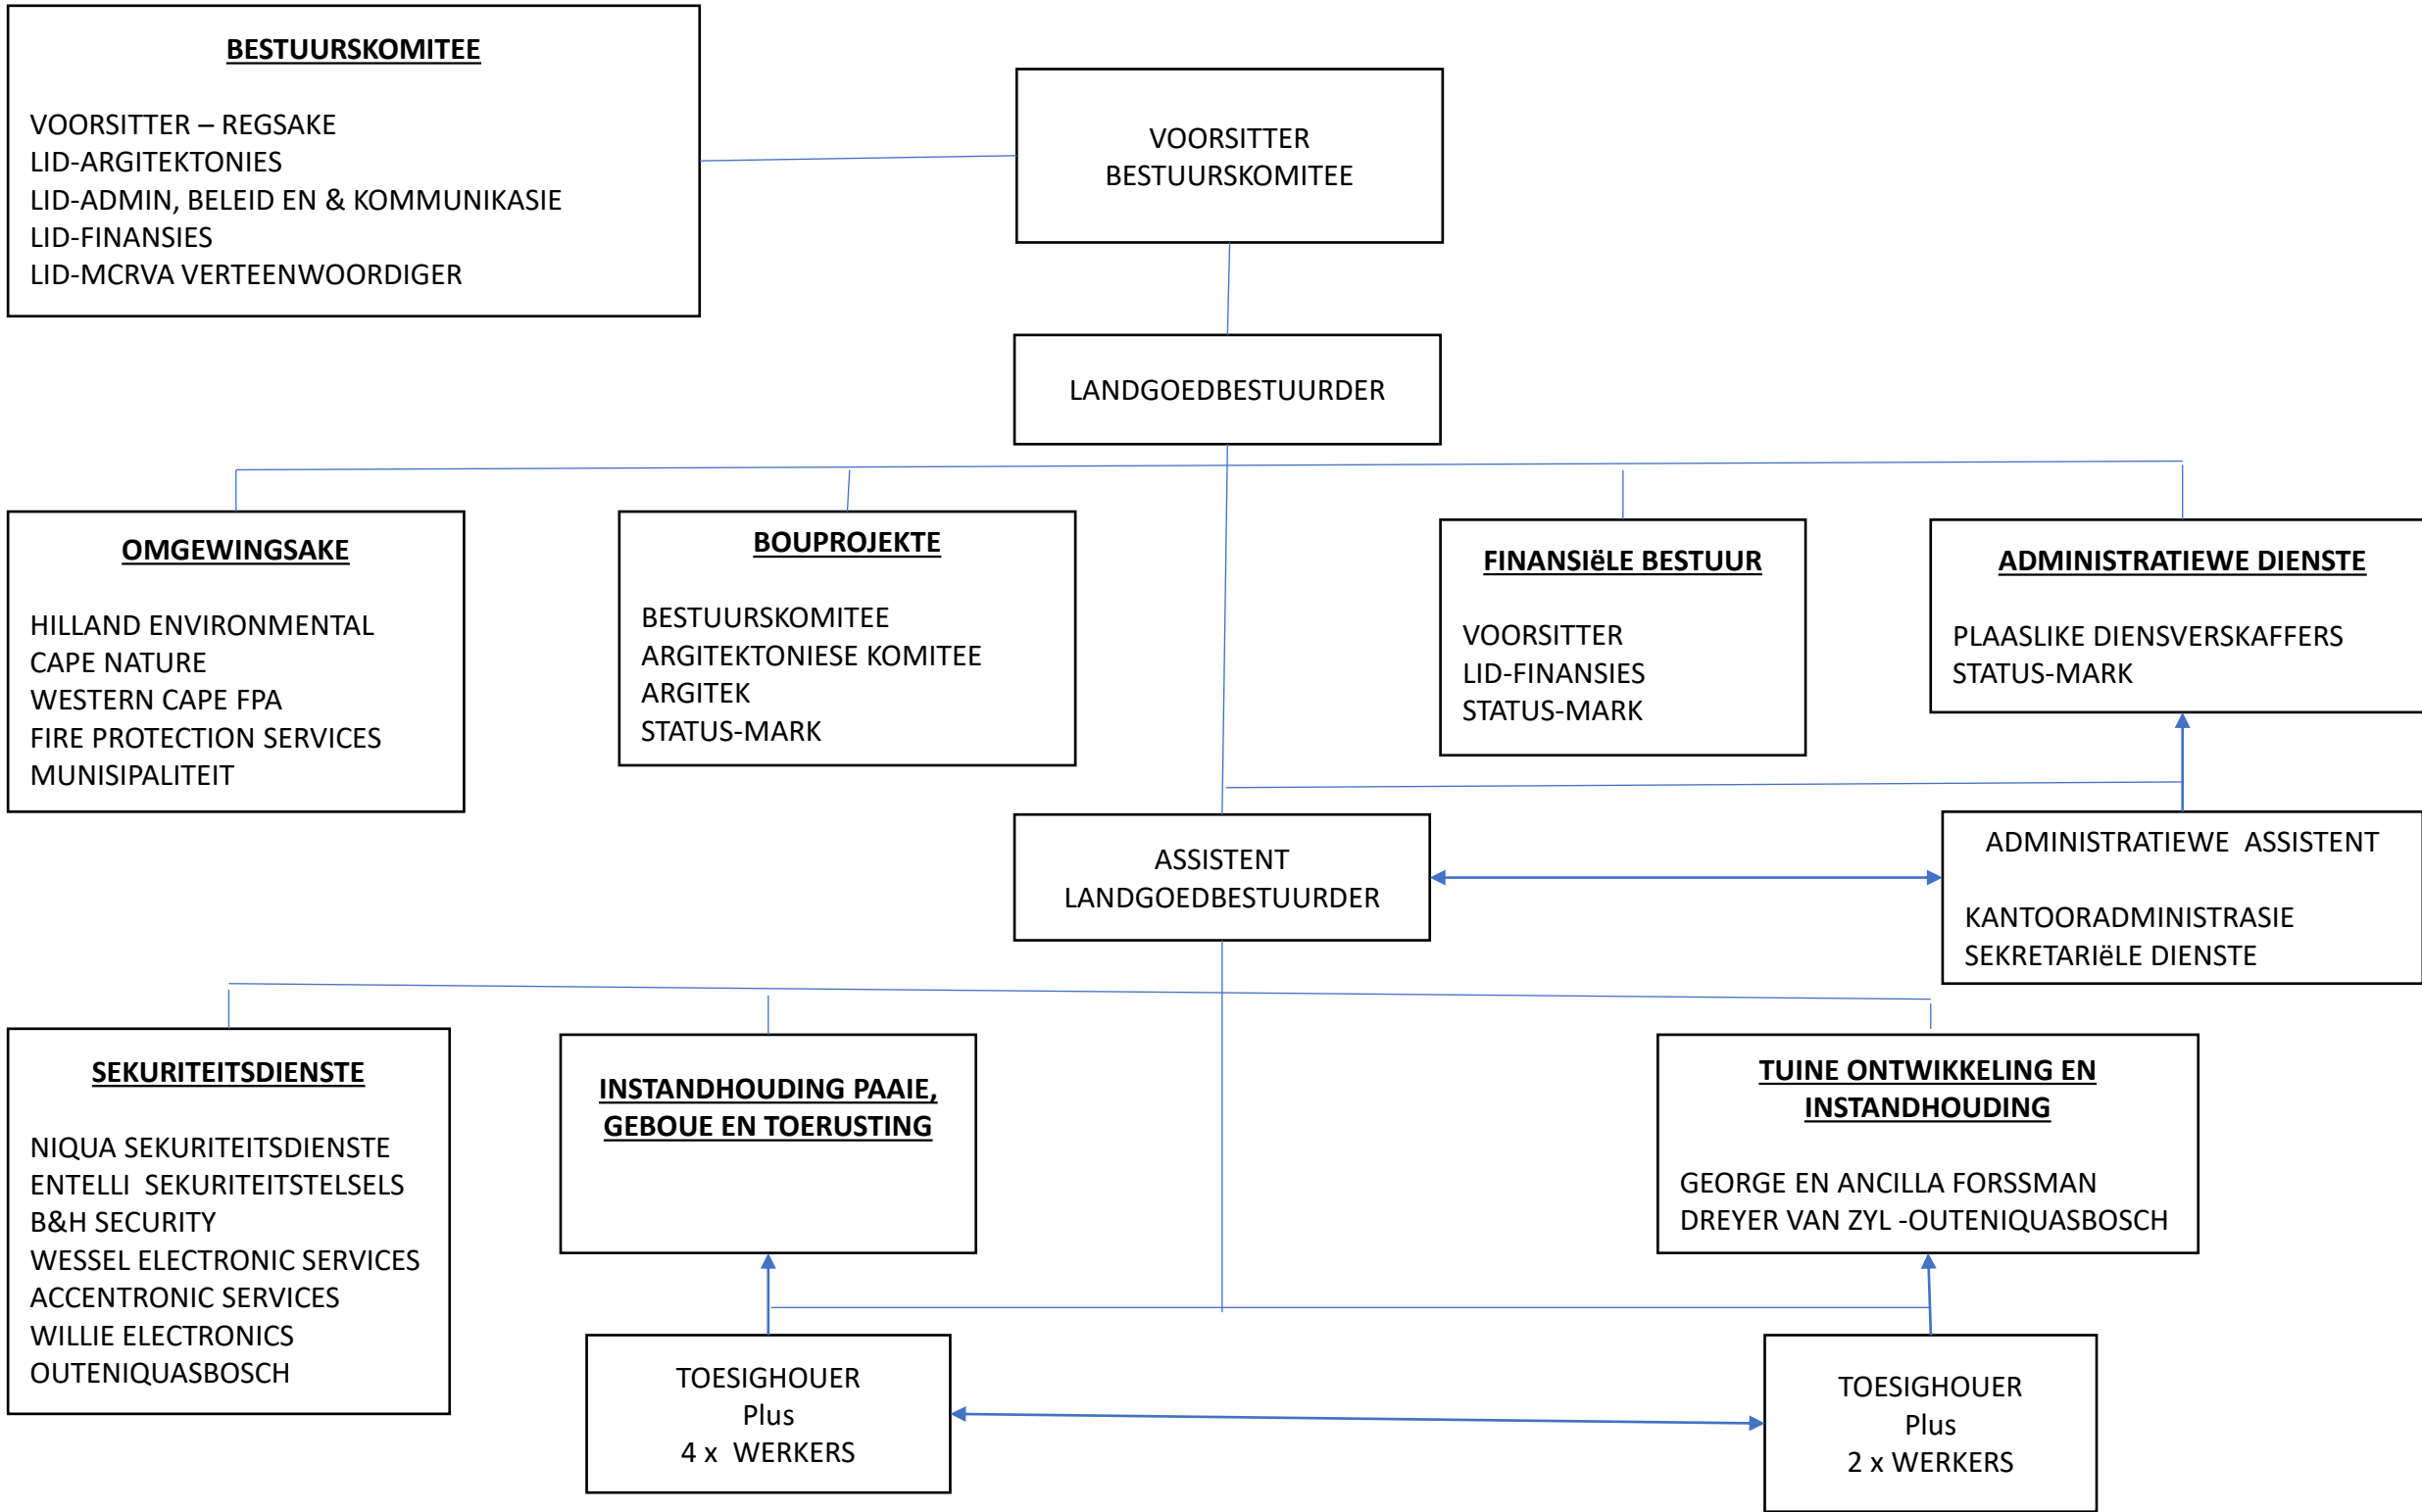 BESTUURSKOMITEE
VOORSITTER – REGSAKE
LID-ARGITEKTONIES
LID-ADMIN, BELEID EN & KOMMUNIKASIE
LID-FINANSIES
LID-MCRVA VERTEENWOORDIGER
VOORSITTER
BESTUURSKOMITEE
LANDGOEDBESTUURDER
OMGEWINGSAKE
HILLAND ENVIRONMENTAL
CAPE NATURE
WESTERN CAPE FPA
FIRE PROTECTION SERVICES
MUNISIPALITEIT
BOUPROJEKTE
BESTUURSKOMITEE
ARGITEKTONIESE KOMITEE
ARGITEK
STATUS-MARK
FINANSIëLE BESTUUR
VOORSITTER
LID-FINANSIES
STATUS-MARK
ADMINISTRATIEWE DIENSTE
PLAASLIKE DIENSVERSKAFFERS
STATUS-MARK
ASSISTENT
LANDGOEDBESTUURDER
ADMINISTRATIEWE  ASSISTENT
KANTOORADMINISTRASIE
SEKRETARIëLE DIENSTE
SEKURITEITSDIENSTE
NIQUA SEKURITEITSDIENSTE
ENTELLI  SEKURITEITSTELSELS
B&H SECURITY
WESSEL ELECTRONIC SERVICES
ACCENTRONIC SERVICES
WILLIE ELECTRONICS
OUTENIQUASBOSCH
INSTANDHOUDING PAAIE,
GEBOUE EN TOERUSTING
TUINE ONTWIKKELING EN
INSTANDHOUDING
GEORGE EN ANCILLA FORSSMAN
DREYER VAN ZYL -OUTENIQUASBOSCH
TOESIGHOUER
Plus
4 x  WERKERS
TOESIGHOUER
Plus
2 x WERKERS